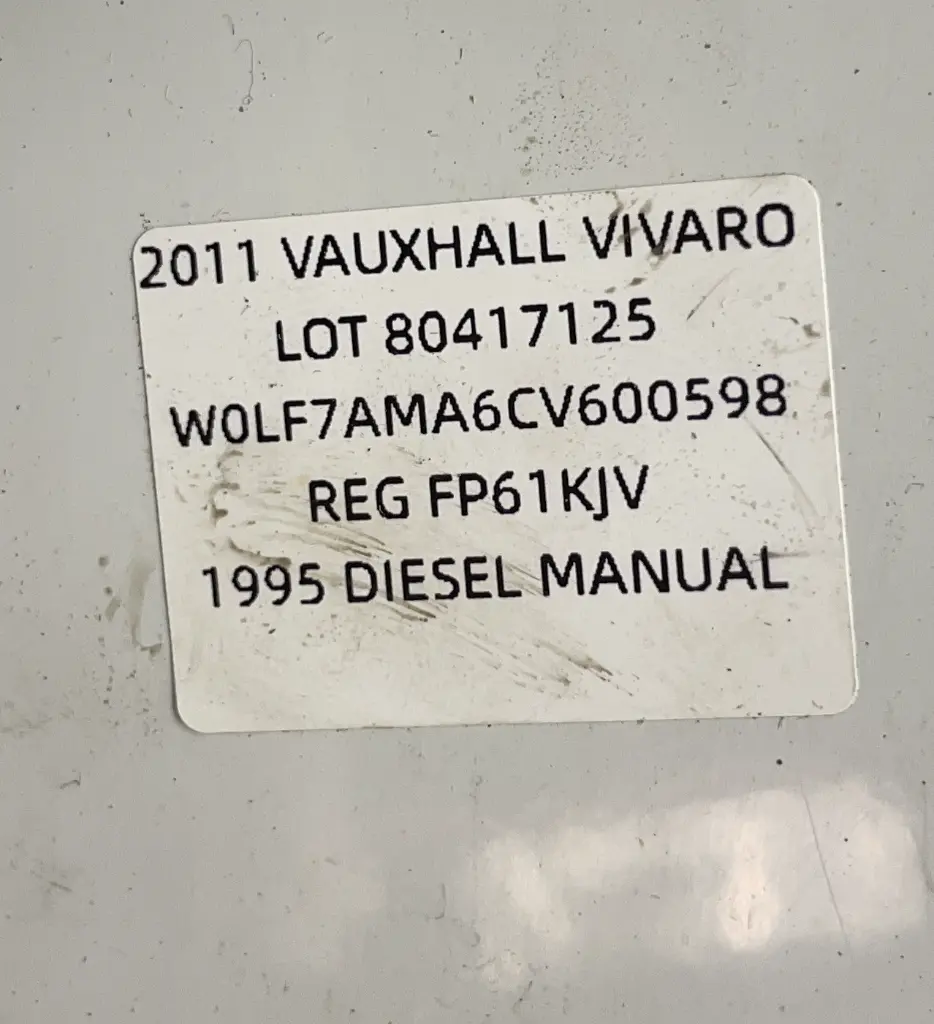 2011 VAUXHALL VIVARO
LOT 80417125
W0LF7AMA6CV600598
REG FP61KJV
1995 DIESEL MANUAL